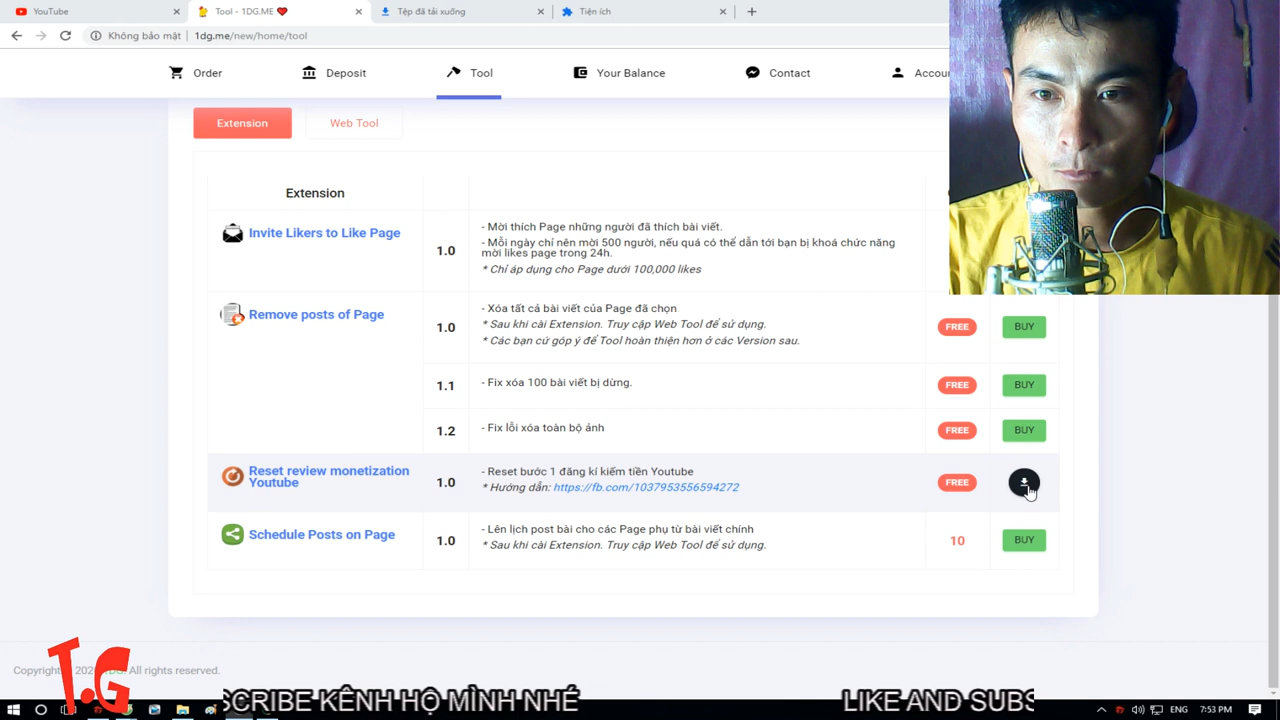 YouTube
Tool - 1DG.ME ❤
Tệp đã tải xuống
Tiện ích
Không bảo mật
1dg.me/new/home/tool
Order
Deposit
Tool
Your Balance
Contact
Extension
Web Tool
Extension
Invite Likers to Like Page
1.0
- Mời thích Page những người đã thích bài viết.
- Mỗi ngày chỉ nên mời 500 người, nếu quá có thể dẫn tới bạn bị khoá chức năng
mời likes page trong 24h.
* Chỉ áp dụng cho Page dưới 100,000 likes
Remove posts of Page
1.0
- Xóa tất cả bài viết của Page đã chọn
* Sau khi cài Extension. Truy cập Web Tool để sử dụng.
* Các bạn cứ góp ý để Tool hoàn thiện hơn ở các Version sau.
FREE
BUY
1.1
- Fix xóa 100 bài viết bị dừng.
FREE
BUY
1.2
- Fix lỗi xóa toàn bộ ảnh
FREE
BUY
Reset review monetization
Youtube
1.0
- Reset bước 1 đăng kí kiếm tiền Youtube
* Hướng dẫn: https://fb.com/1037953556594272
FREE
Schedule Posts on Page
1.0
- Lên lịch post bài cho các Page phụ từ bài viết chính
* Sau khi cài Extension. Truy cập Web Tool để sử dụng.
10
BUY
All rights reserved.
T.G
SCRIBE KÊNH HỘ MÌNH NHÉ
LIKE AND SUBS
ENG
7:53 PM